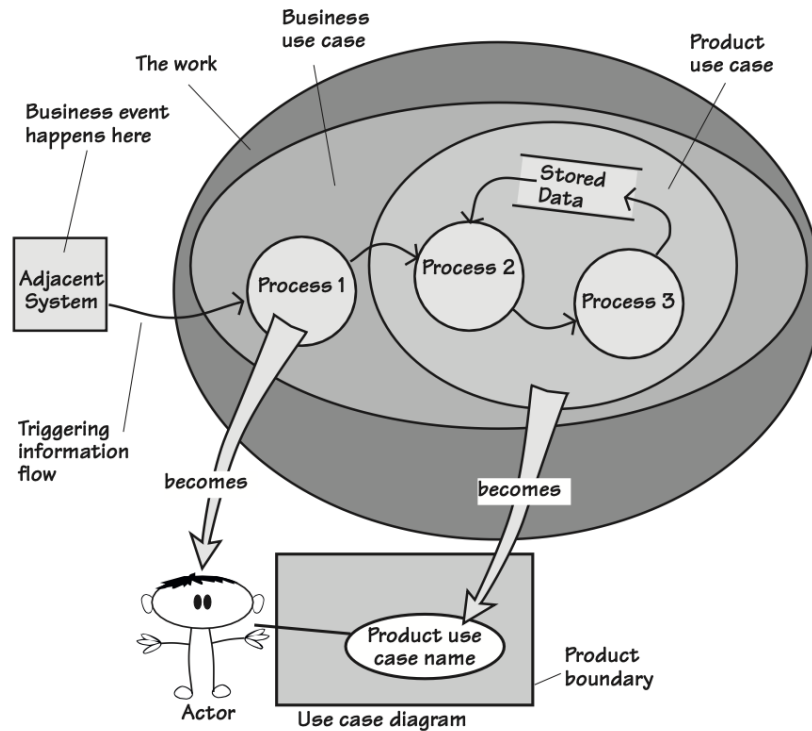 Business
use case
Product
use case
The work
Business event
happens here
Stored
Data
Adjacent
System
Process 1
Process 2
Process 3
Triggering
information
flow
becomes
becomes
Product use
case name
Product
boundary
Actor
Use case diagram